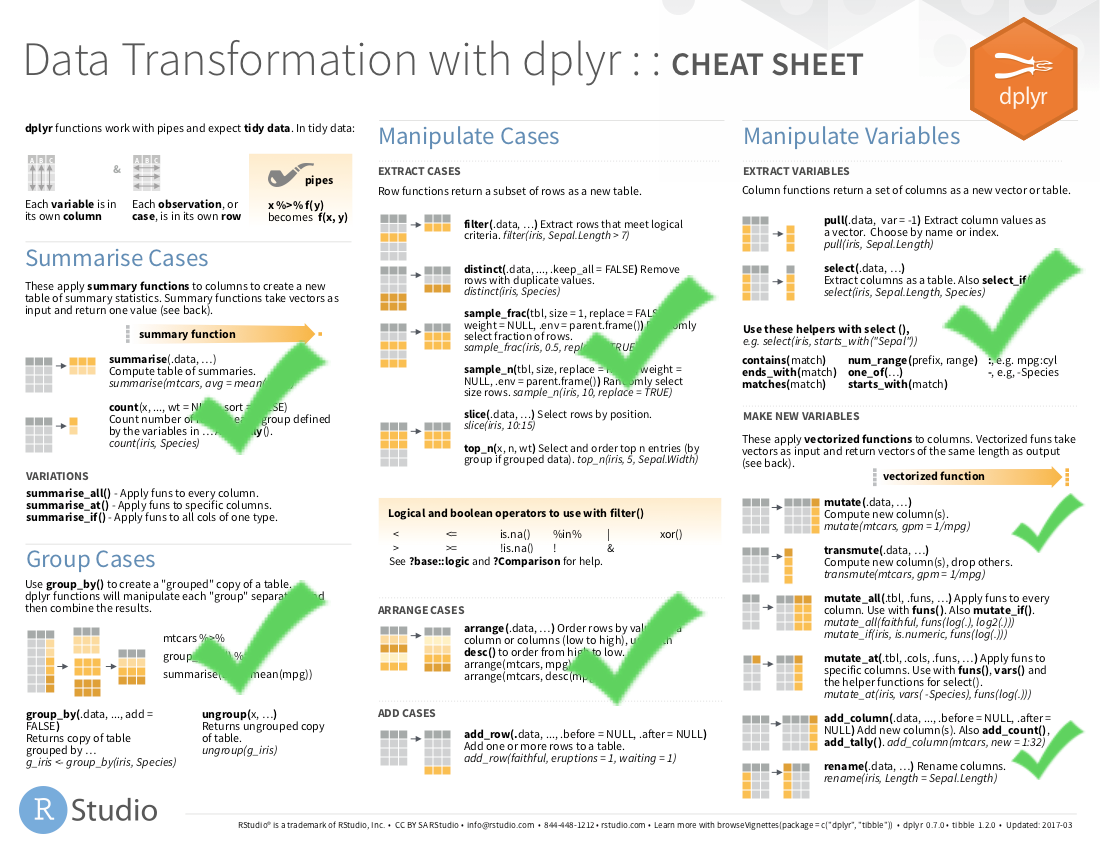 Data Transformation with dplyr : : CHEAT SHEET
dplyr
dplyr functions work with pipes and expect tidy data. In tidy data:
A B C
&
A B C
pipes
Each variable is in
its own column
Each observation, or
case, is in its own row
x %>% f(y)
becomes f(x, y)
Summarise Cases
These apply summary functions to columns to create a new
table of summary statistics. Summary functions take vectors as
input and return one value (see back).
summary function
summarise(.data, …)
Compute table of summaries.
summarise(mtcars, avg = mean
count(x, ..., wt = sort =
Count number of group defined
by the variables in
count(iris, Species)
VARIATIONS
summarise_all() - Apply funs to every column.
summarise_at() - Apply funs to specific columns.
summarise_if() - Apply funs to all cols of one type.
Group Cases
Use group_by() to create a "grouped" copy of a table.
dplyr functions will manipulate each "group"
then combine the results.
mtcars %>%
summarise( mean(mpg))
group_by(.data, ..., add =
FALSE)
Returns copy of table
grouped by …
g_iris <- group_by(iris, Species)
ungroup(x, …)
Returns ungrouped copy
of table.
ungroup(g_iris)
Manipulate Cases
EXTRACT CASES
Row functions return a subset of rows as a new table.
filter(.data, …) Extract rows that meet logical
criteria. filter(iris, Sepal.Length > 7)
distinct(.data, ..., .keep_all = FALSE) Remove
rows with duplicate values.
distinct(iris, Species)
sample_frac(tbl, size = 1, replace = FALSE,
weight = NULL, .env = parent.frame())
select fraction of rows.
sample_frac(iris, 0.5,
sample_n(tbl, size, replace = weight =
NULL, .env = parent.frame()) Randomly select
size rows. sample_n(iris, 10, replace = TRUE)
slice(.data, …) Select rows by position.
slice(iris, 10:15)
top_n(x, n, wt) Select and order top n entries (by
group if grouped data). top_n(iris, 5, Sepal.Width)
Logical and boolean operators to use with filter()
< <= is.na() %in% | xor()
> >= !is.na() ! &
See ?base::logic and ?Comparison for help.
ARRANGE CASES
arrange(.data, …) Order rows by
column or columns (low to high),
desc() to order from high to low.
arrange(mtcars, mpg)
arrange(mtcars,
ADD CASES
add_row(.data, ..., .before = NULL, .after = NULL)
Add one or more rows to a table.
add_row(faithful, eruptions = 1, waiting = 1)
Manipulate Variables
EXTRACT VARIABLES
Column functions return a set of columns as a new vector or table.
pull(.data, var = -1) Extract column values as
a vector. Choose by name or index.
pull(iris, Sepal.Length)
select(.data, …)
Extract columns as a table. Also select_if
select(iris, Sepal.Length, Species)
Use these helpers with select (),
e.g. select(iris, starts_with("Sepal"))
contains(match) num_range(prefix, range) :, e.g. mpg:cyl
ends_with(match) one_of(…) -, e.g, -Species
matches(match) starts_with(match)
MAKE NEW VARIABLES
These apply vectorized functions to columns. Vectorized funs take
vectors as input and return vectors of the same length as output
(see back).
vectorized function
mutate(.data, …)
Compute new column(s).
mutate(mtcars, gpm = 1/mpg)
transmute(.data, …)
Compute new column(s), drop others.
transmute(mtcars, gpm = 1/mpg)
mutate_all(.tbl, .funs, …) Apply funs to every
column. Use with funs(). Also mutate_if().
mutate_all(faithful, funs(log(.), log2(.)))
mutate_if(iris, is.numeric, funs(log(.)))
mutate_at(.tbl, .cols, .funs, …) Apply funs to
specific columns. Use with funs(), vars() and
the helper functions for select().
mutate_at(iris, vars( -Species), funs(log(.)))
add_column(.data, ..., .before = NULL, .after =
NULL) Add new column(s). Also add_count(),
add_tally(). add_column(mtcars, new = 1:32)
rename(.data, …) Rename columns.
rename(iris, Length = Sepal.Length)
R Studio
RStudio® is a trademark of RStudio, Inc. • CC BY SA RStudio • info@rstudio.com • 844-448-1212 • rstudio.com • Learn more with browseVignettes(package = c("dplyr", "tibble")) • dplyr 0.7.0 • tibble 1.2.0 • Updated: 2017-03